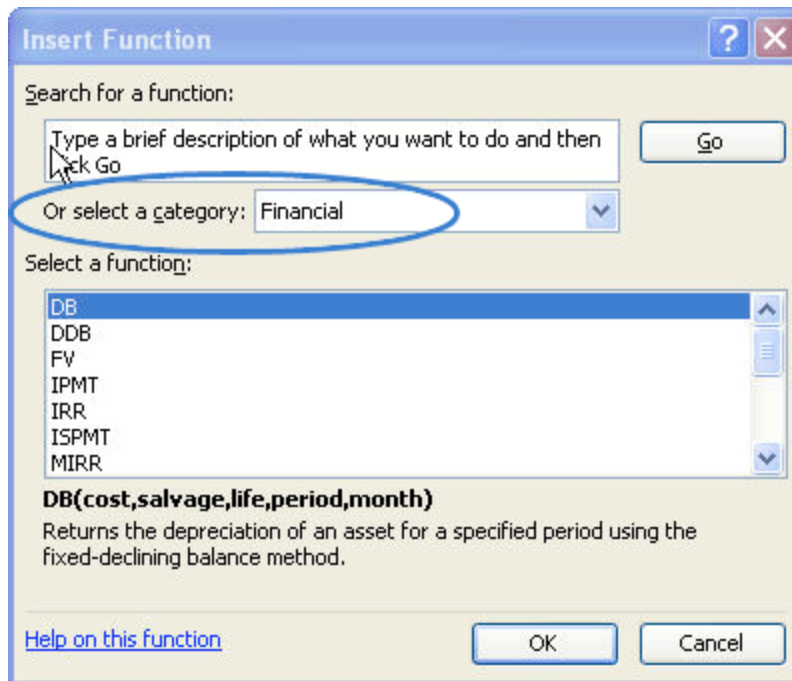 Insert Function
?
Search for a function:
Type a brief description of what you want to do and then
Go
Go
Or select a category: Financial
Select a function:
DB
DDB
FV
IPMT
IRR
ISPMT
MIRR
DB(cost,salvage,life,period,month)
Returns the depreciation of an asset for a specified period using the
fixed-declining balance method.
Help on this function
OK
Cancel